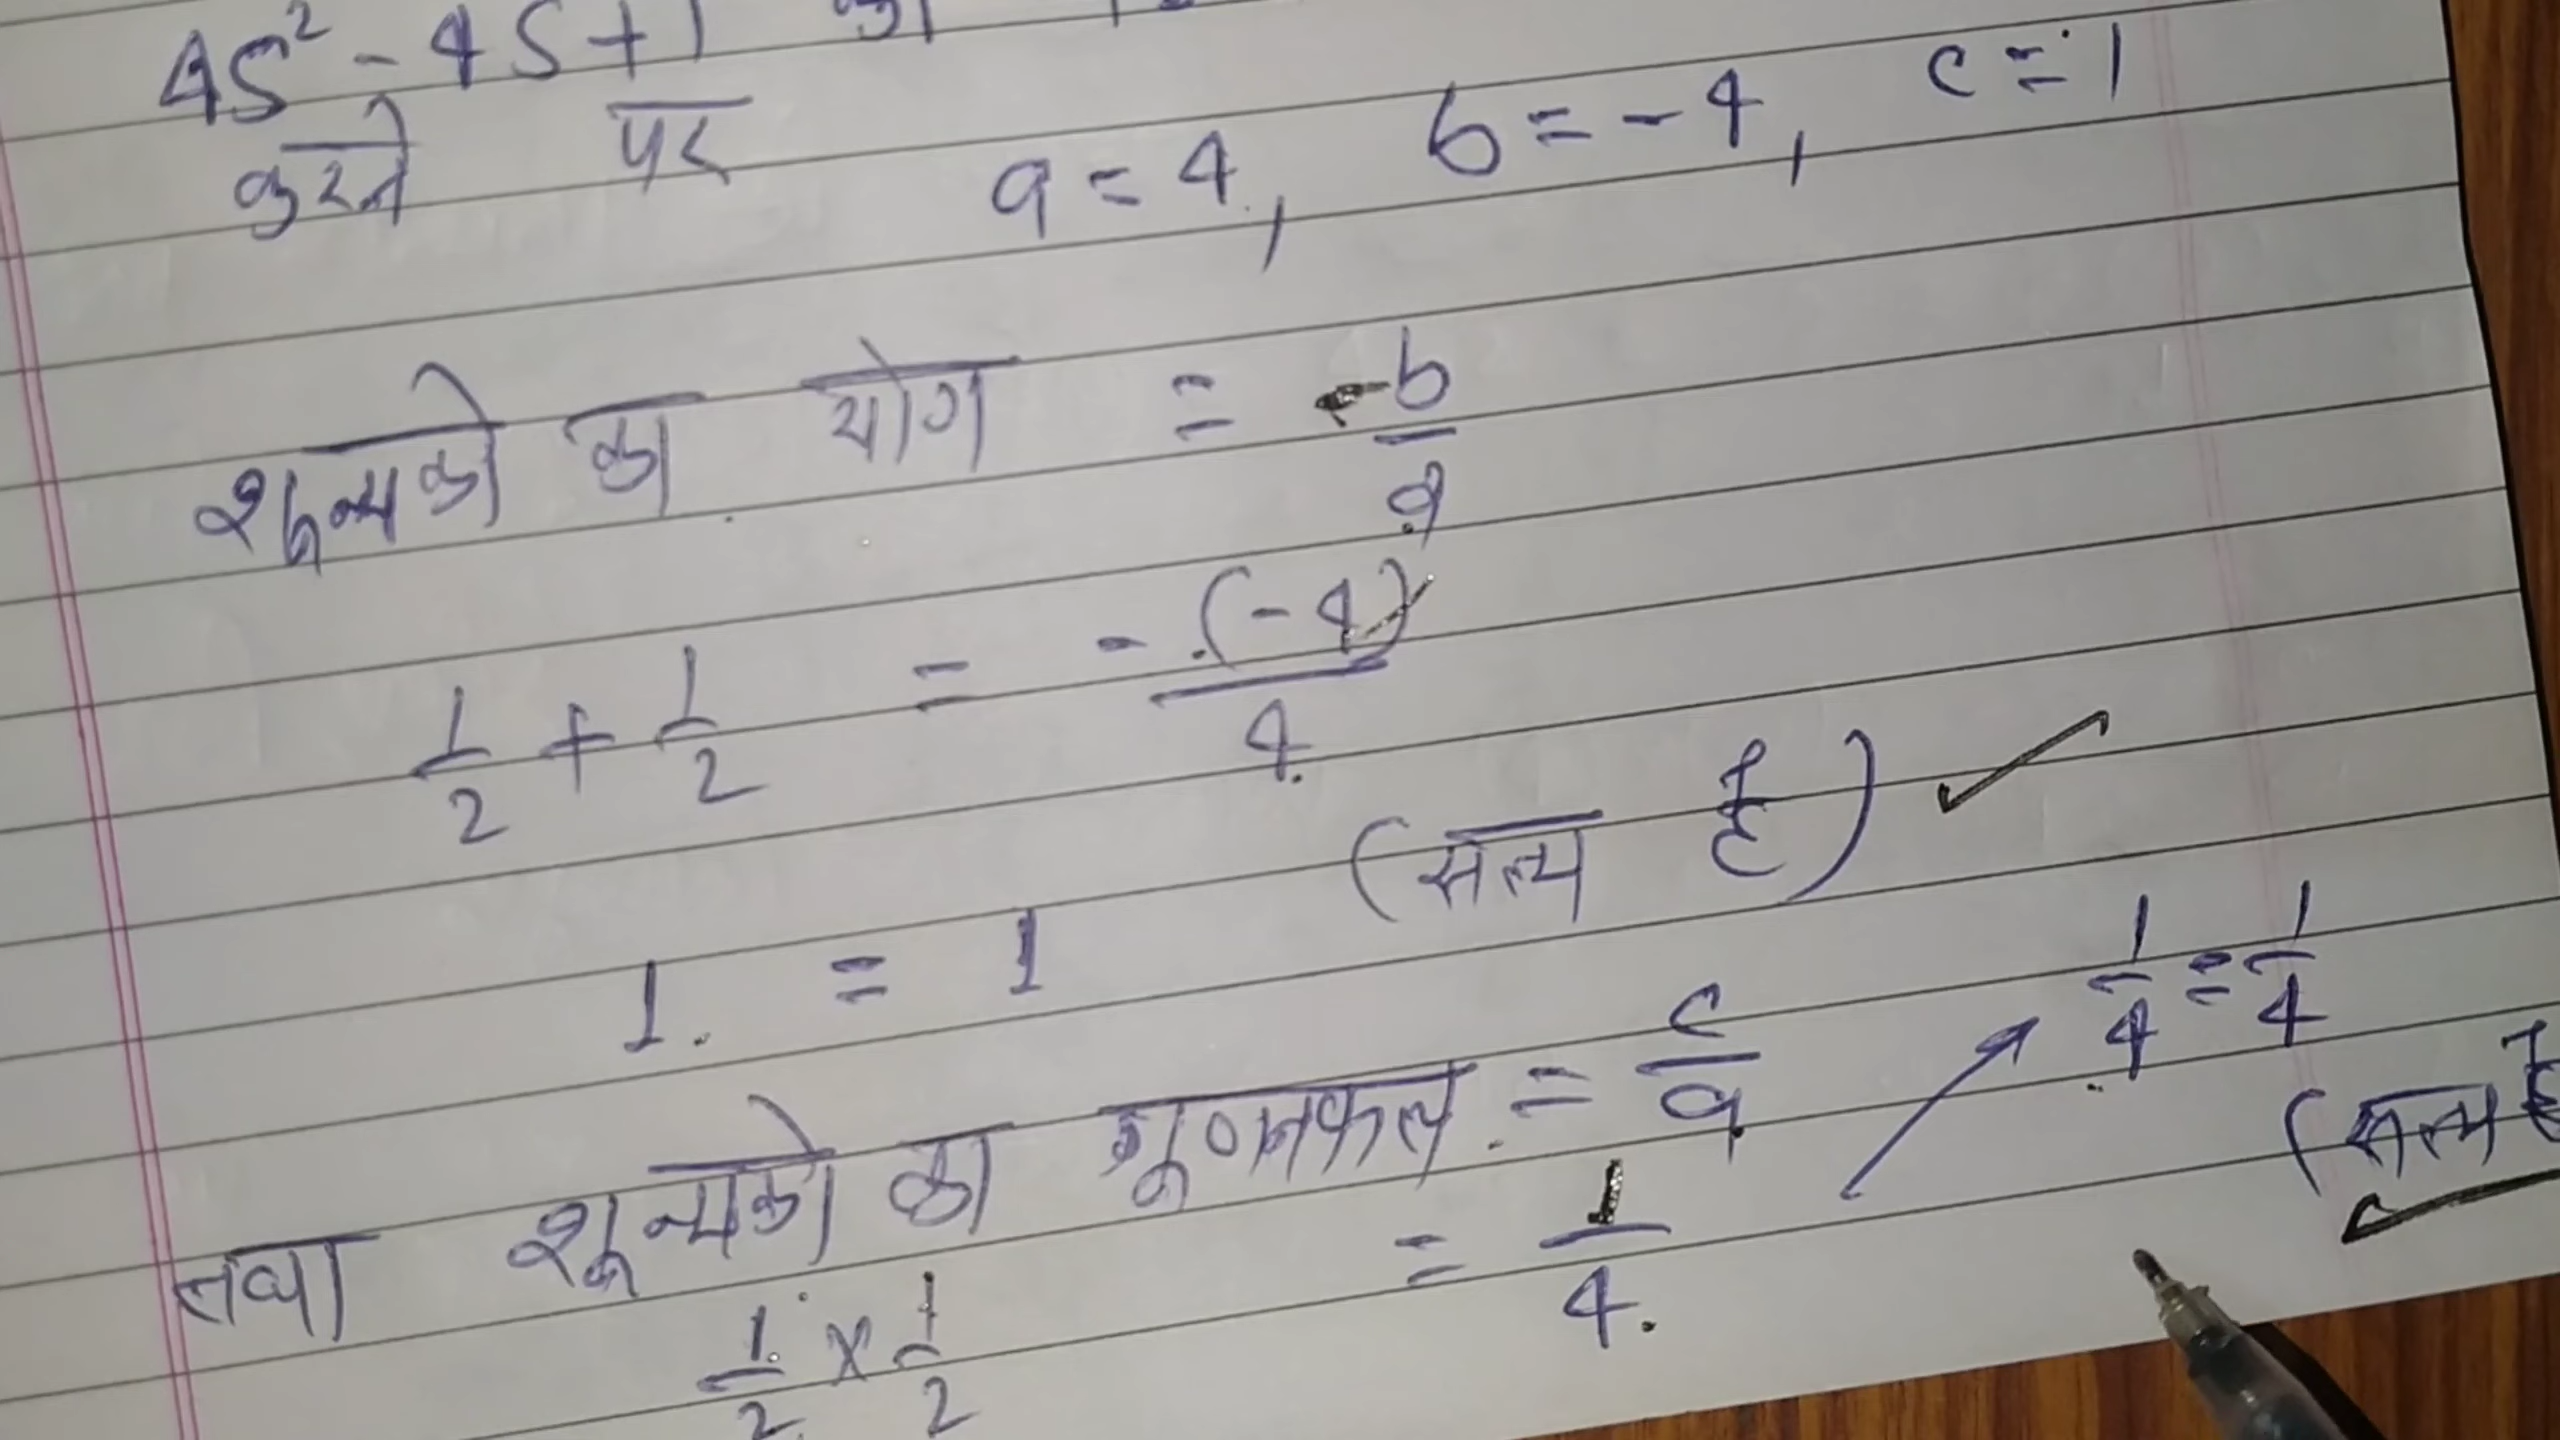 4S² - 4S + 1 का
करने पर a = 4, b = -4, c = 1
शून्यको का योग = -b/a
1/2 + 1/2 = -(-4)/4
(सत्य है) ✓
1 = 1
1/4 = 1/4
तथा शून्यको का गुणनफल = c/a
(सत्य है
1/2 × 1/2 = 1/4